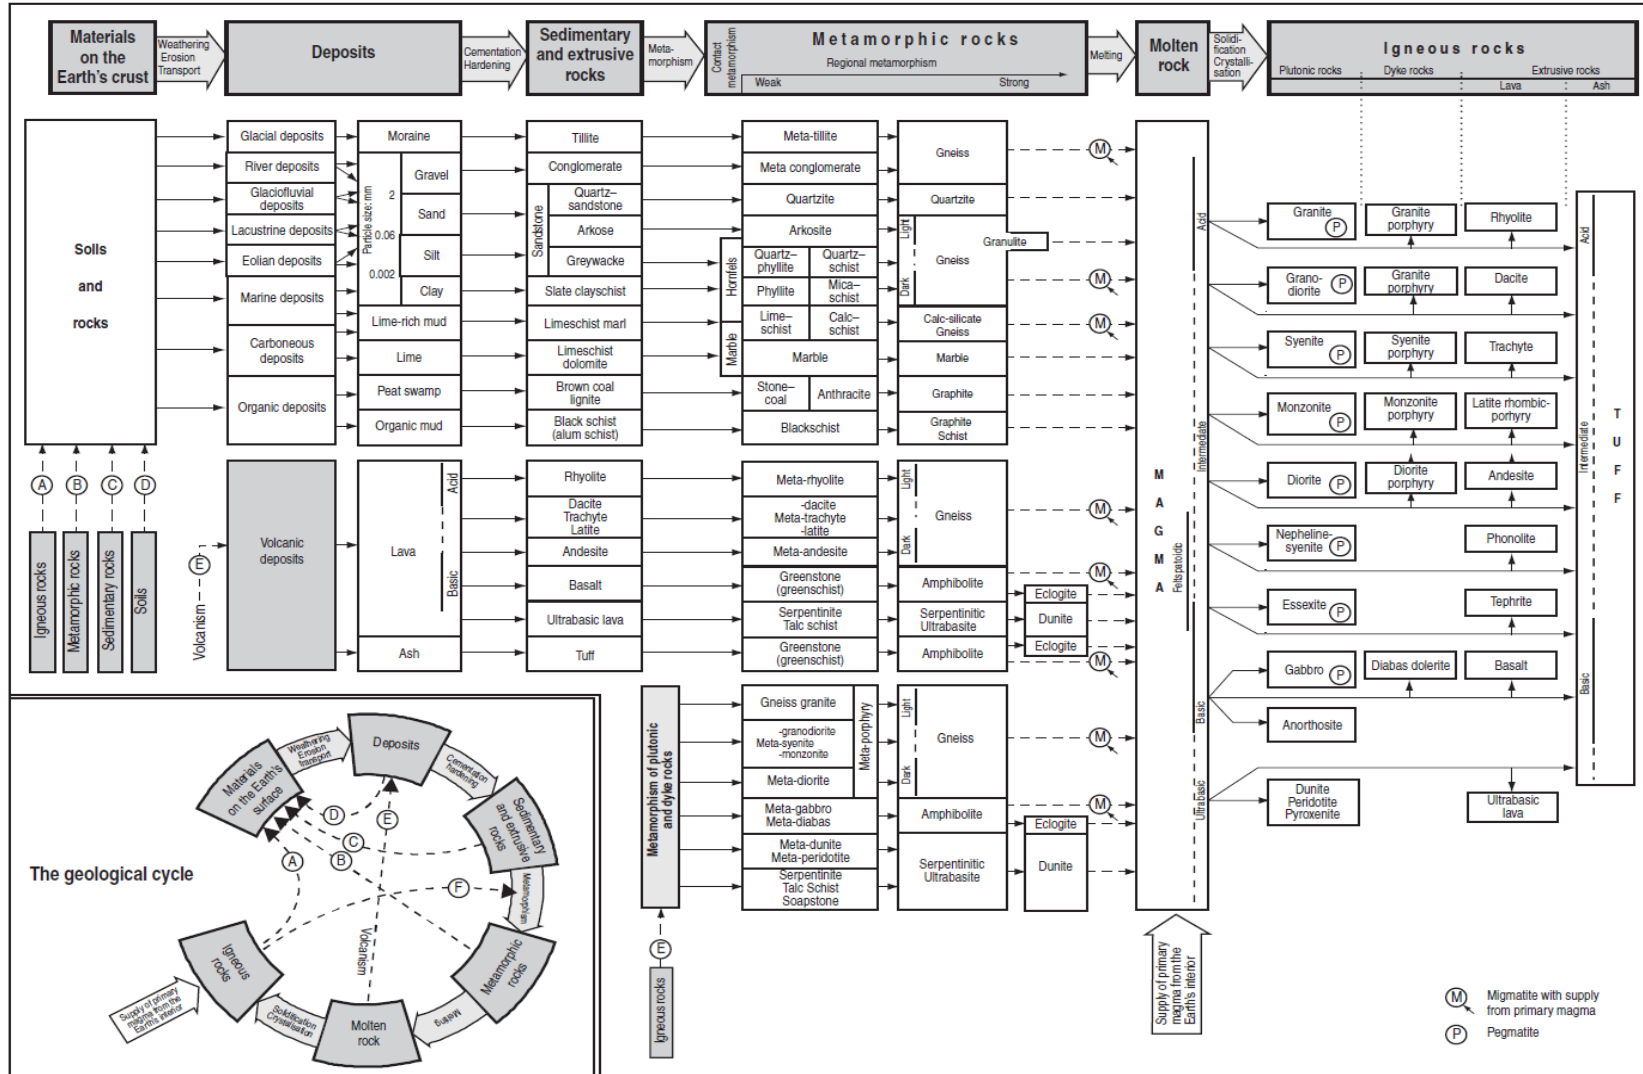 Materials
on the
Earth's crust
Weathering
Erosion
Transport
Deposits
Cementation
Hardening
Sedimentary
and extrusive
rocks
Meta-
morphism
Contact
metamorphism
Metamorphic rocks
Regional metamorphism
Weak
Strong
Melting
Molten
rock
Solidi-
fication
Crystalli-
sation
Igneous rocks
Plutonic rocks
Dyke rocks
Extrusive rocks
Lava
Ash
Soils
and
rocks
A
B
C
D
Igneous rocks
Metamorphic rocks
Sedimentary rocks
Soils
Glacial deposits
River deposits
Glaciofluvial
deposits
Lacustrine deposits
Eolian deposits
Marine deposits
Carboneous
deposits
Organic deposits
Moraine
Particle size: mm
2
0.06
0.002
Gravel
Sand
Silt
Clay
Lime-rich mud
Lime
Peat swamp
Organic mud
Tillite
Conglomerate
Sandstone
Quartz–
sandstone
Arkose
Greywacke
Slate clayschist
Limeschist marl
Limeschist
dolomite
Brown coal
lignite
Black schist
(alum schist)
Hornfels
Marble
Meta-tillite
Meta conglomerate
Quartzite
Arkosite
Quartz–
phyllite
Quartz–
schist
Phyllite
Mica–
schist
Lime–
schist
Calc–
schist
Marble
Stone–
coal
Anthracite
Blackschist
Gneiss
Quartzite
Light
Dark
Granulite
Gneiss
Calc-silicate
Gneiss
Marble
Graphite
Graphite
Schist
M
M
M
E
Volcanism
Volcanic
deposits
Lava
Acid
Basic
Ash
Rhyolite
Dacite
Trachyte
Latite
Andesite
Basalt
Ultrabasic lava
Tuff
Meta-rhyolite
-dacite
Meta-trachyte
-latite
Meta-andesite
Greenstone
(greenschist)
Serpentinite
Talc schist
Greenstone
(greenschist)
Light
Dark
Gneiss
Amphibolite
Serpentinitic
Ultrabasite
Amphibolite
Eclogite
Dunite
Eclogite
M
M
M
Metamorphism of plutonic
and dyke rocks
E
Igneous rocks
Gneiss granite
-granodiorite
Meta-syenite
-monzonite
Meta-diorite
Meta-porphyry
Meta-gabbro
Meta-diabas
Meta-dunite
Meta-peridotite
Serpentinite
Talc Schist
Soapstone
Light
Dark
Gneiss
Amphibolite
Serpentinitic
Ultrabasite
Eclogite
Dunite
M
M
MAGMA
Feltspatoidb
Acid
Intermediate
Basic
Ultrabasic
Supply of primary
magma from the
Earth's interior
Granite
P
Granite
porphyry
Rhyolite
Grano-
diorite
P
Granite
porphyry
Dacite
Syenite
P
Syenite
porphyry
Trachyte
Monzonite
P
Monzonite
porphyry
Latite rhombic-
porhyry
Diorite
P
Diorite
porphyry
Andesite
Nepheline-
syenite
P
Phonolite
Essexite
P
Tephrite
Gabbro
P
Diabas dolerite
Basalt
Anorthosite
Dunite
Peridotite
Pyroxenite
Ultrabasic
lava
Acid
Intermediate
Basic
TUFF
M
Migmatite with supply
from primary magma
P
Pegmatite
The geological cycle
Materials
on the Earth's
surface
Weathering
Erosion
Transport
Deposits
Cementation
hardening
Sedimentary
and extrusive
rocks
Metamorphism
Metamorphic
rocks
Melting
Molten
rock
Solidification
Crystallisation
Igneous
rocks
Supply of primary
magma from the
Earth's interior
A
B
C
D
E
F
Volcanism